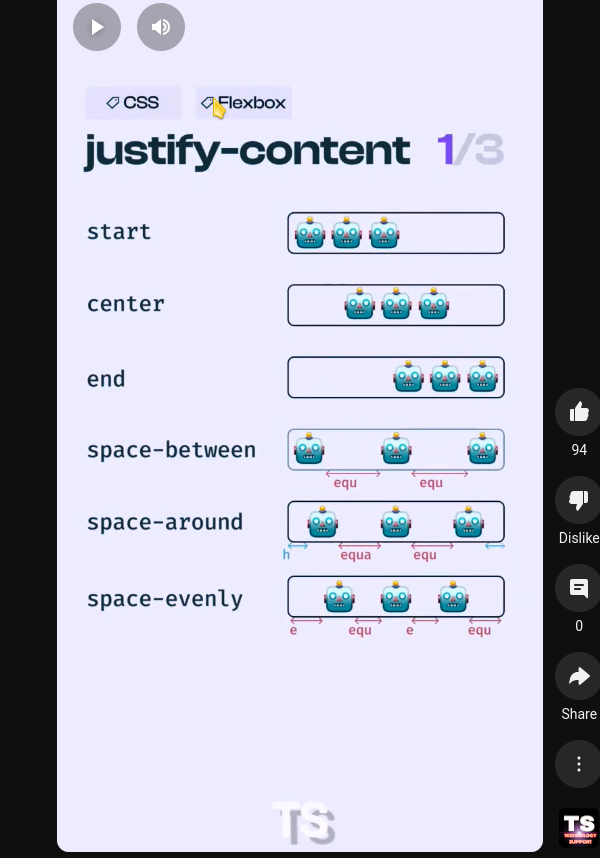 CSS
Flexbox
justify-content 1/3
start
center
end
space-between
equ equ
space-around
h equa equ
space-evenly
e equ e equ
94
Dislike
0
Share
TS
TS
TECHNOLOGY
SUPPORT